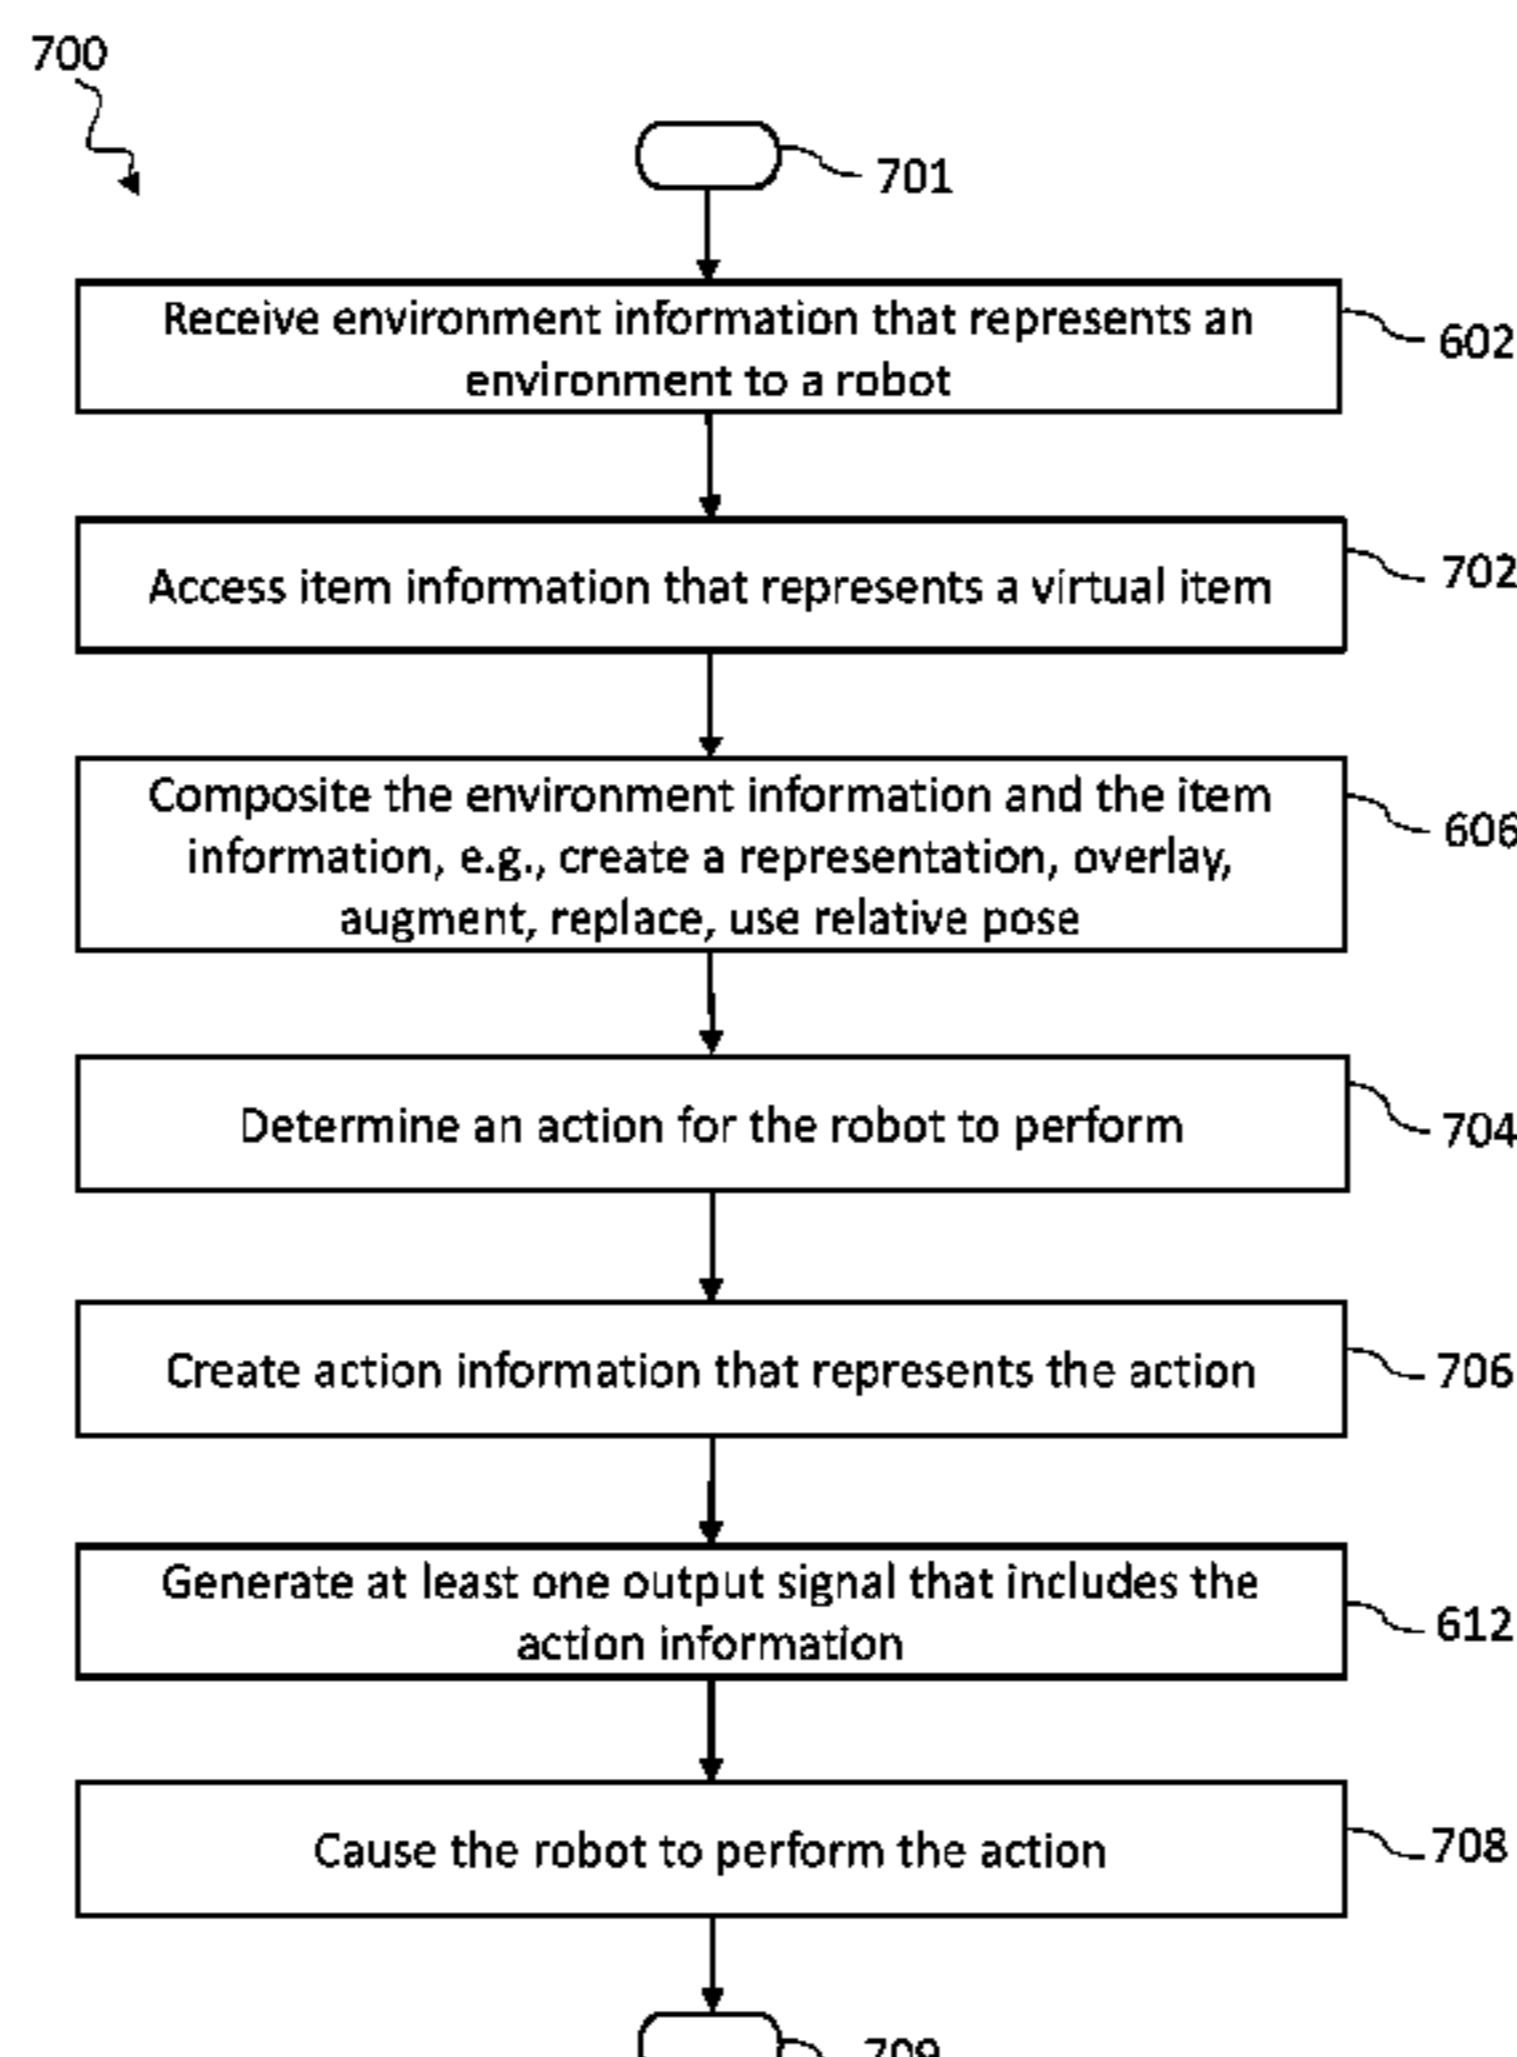 700
701
Receive environment information that represents an
environment to a robot
602
Access item information that represents a virtual item
702
Composite the environment information and the item
information, e.g., create a representation, overlay,
augment, replace, use relative pose
606
Determine an action for the robot to perform
704
Create action information that represents the action
706
Generate at least one output signal that includes the
action information
612
Cause the robot to perform the action
708
709